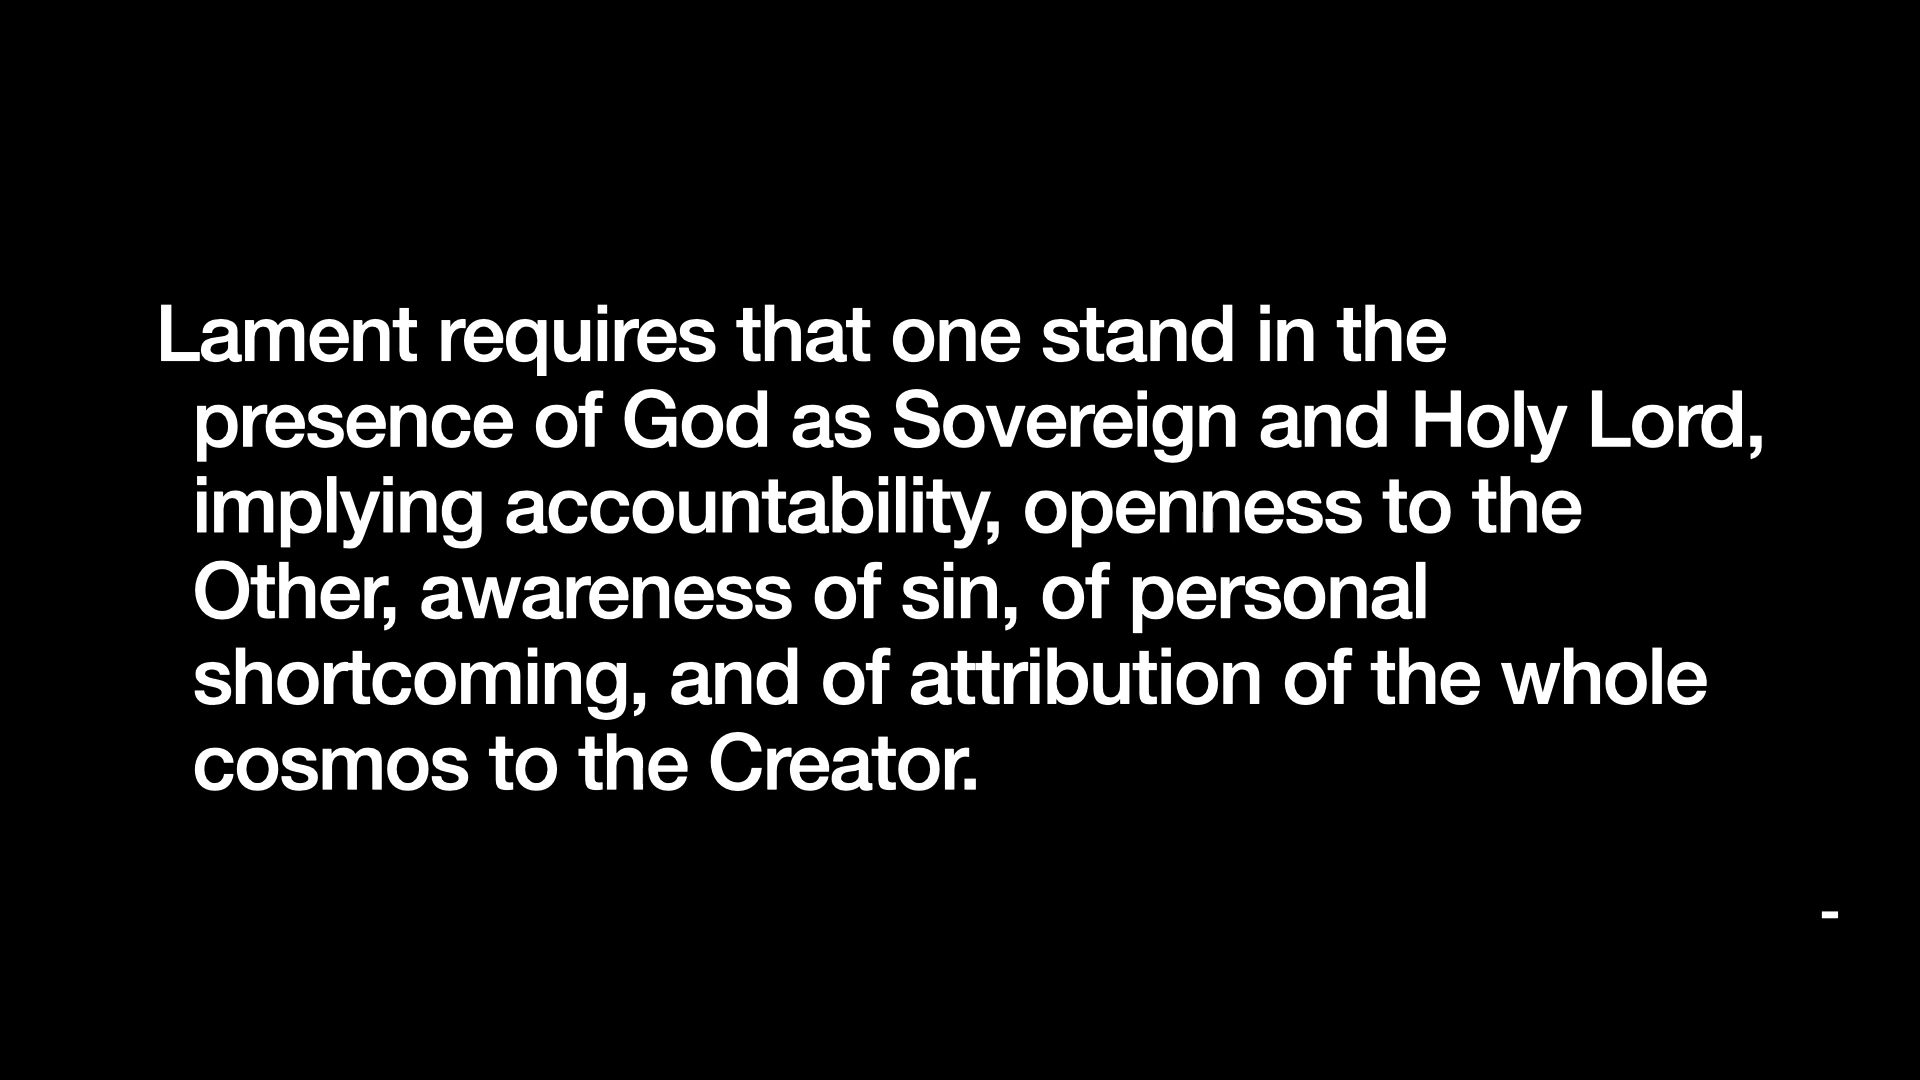 Lament requires that one stand in the
presence of God as Sovereign and Holy Lord,
implying accountability, openness to the
Other, awareness of sin, of personal
shortcoming, and of attribution of the whole
cosmos to the Creator.
-